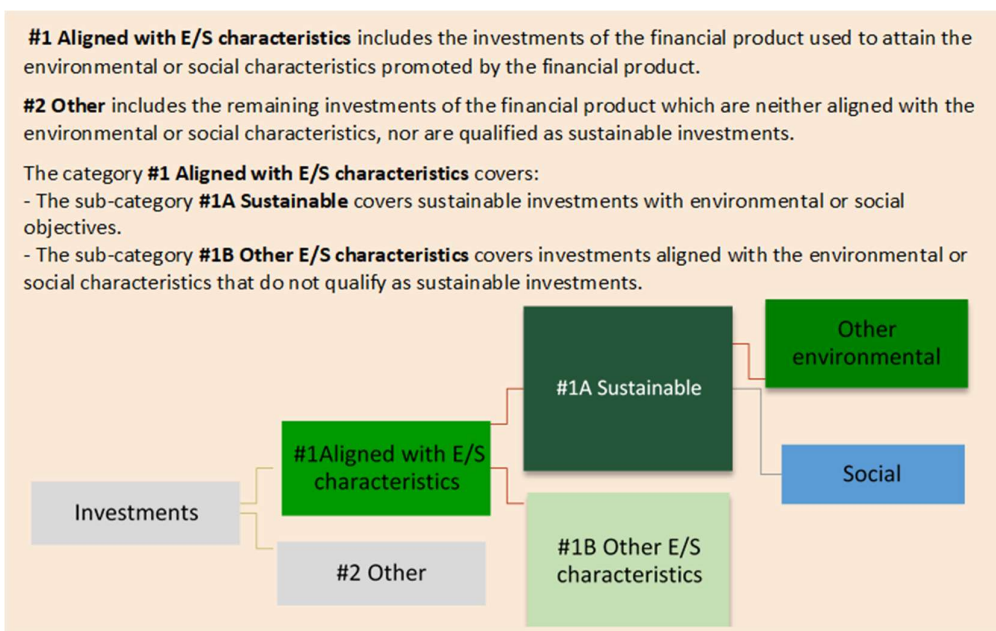 #1 Aligned with E/S characteristics includes the investments of the financial product used to attain the
environmental or social characteristics promoted by the financial product.
#2 Other includes the remaining investments of the financial product which are neither aligned with the
environmental or social characteristics, nor are qualified as sustainable investments.
The category #1 Aligned with E/S characteristics covers:
- The sub-category #1A Sustainable covers sustainable investments with environmental or social
objectives.
- The sub-category #1B Other E/S characteristics covers investments aligned with the environmental or
social characteristics that do not qualify as sustainable investments.
Other
environmental
#1A Sustainable
#1Aligned with E/S
characteristics
Social
Investments
#1B Other E/S
characteristics
#2 Other